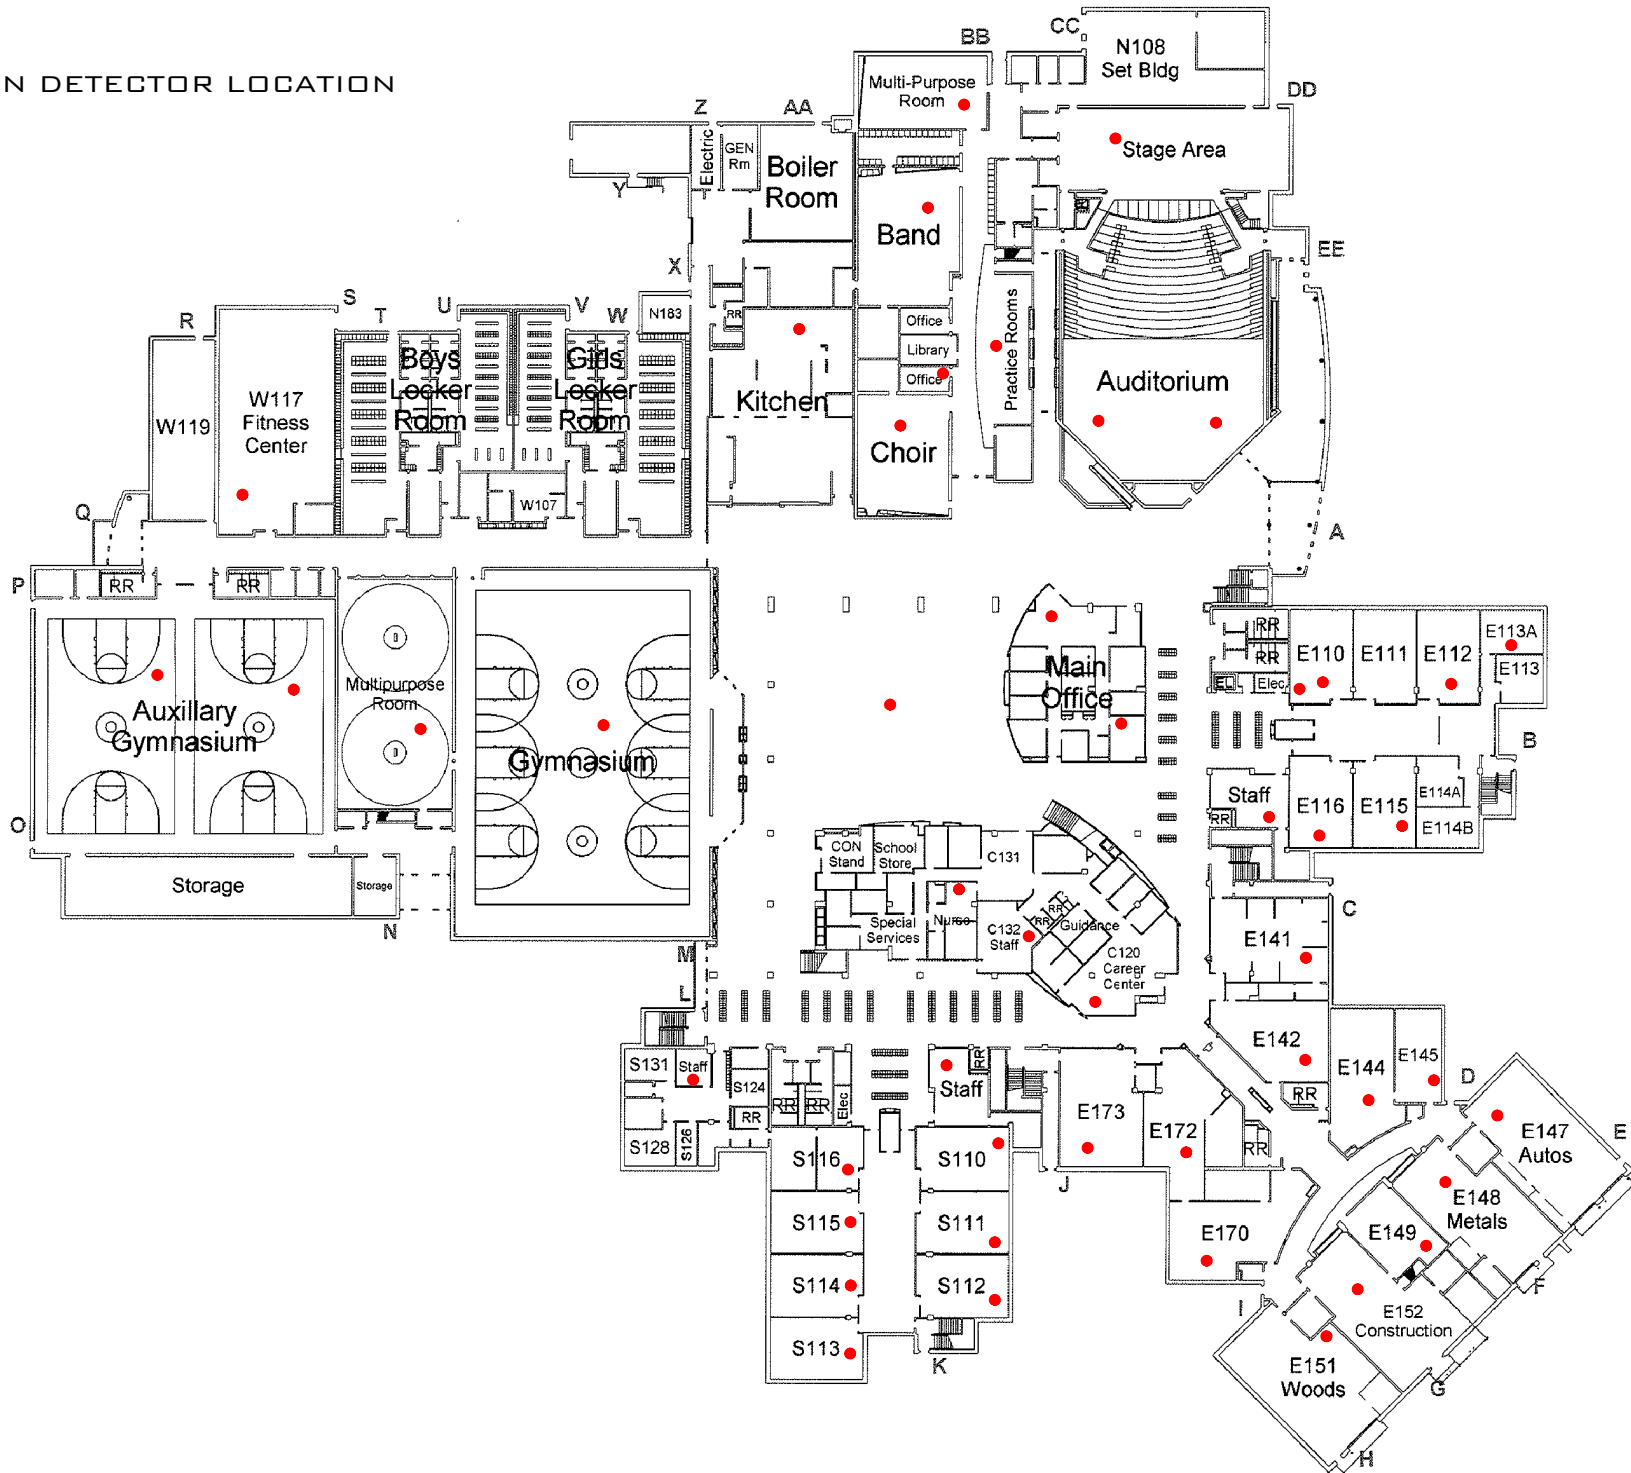 N DETECTOR LOCATION
BB
CC
N108
Set Bldg
DD
Multi-Purpose
Room
Z
AA
Electric
GEN
Rm
Boiler
Room
Stage Area
Y
Band
EE
X
S
U
V
W
N183
RR
R
T
Office
Library
Office
Practice Rooms
Boys
Locker
Room
Girls
Locker
Room
Kitchen
Auditorium
W117
Fitness
Center
W119
Choir
W107
Q
A
P
RR
RR
RR
RR
EL
Elec
E110
E111
E112
E113A
E113
Main
Office
Multipurpose
Room
Auxillary
Gymnasium
Gymnasium
B
O
Staff
RR
E116
E115
E114A
E114B
CON
Stand
School
Store
C131
Storage
Storage
N
Nurse
Special
Services
C132
Staff
RR
RR
Guidance
C120
Career
Center
C
E141
M
L
E142
E144
E145
RR
D
S131
Staff
S124
RR
S128
S126
RR
RR
Elec
Staff
RR
E173
E172
RR
E147
Autos
E
S116
S110
J
E148
Metals
S115
S111
E170
E149
S114
S112
I
F
E152
Construction
S113
K
E151
Woods
G
H